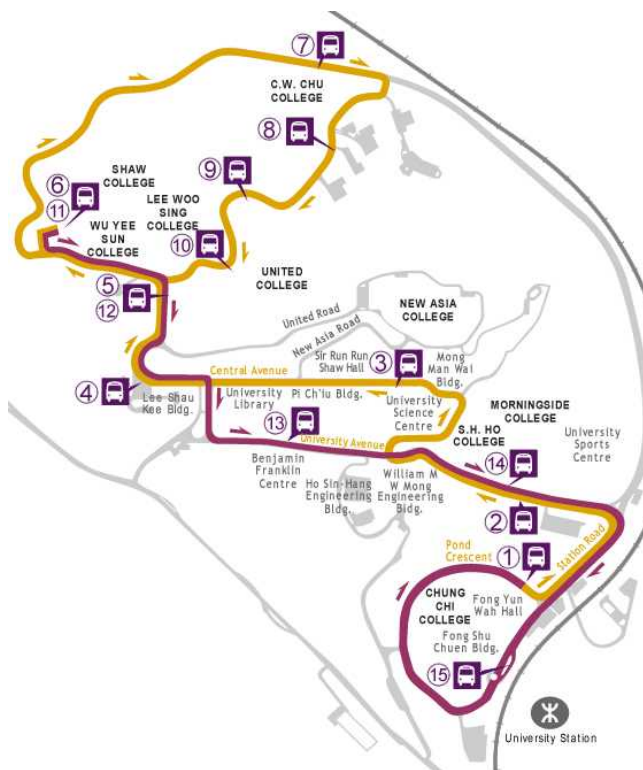 ⑦
C.W. CHU
COLLEGE
⑧
⑨
⑥
⑪
SHAW
COLLEGE
LEE WOO
SING
COLLEGE
WU YEE
SUN
COLLEGE
⑩
⑤
⑫
UNITED
COLLEGE
NEW ASIA
COLLEGE
United Road
New Asia Road
Sir Run Run
Shaw Hall
③
Mong
Man Wai
Bldg.
Central Avenue
④
Lee Shau
Kee Bldg.
University
Library
Pi Ch'iu Bldg.
University
Science
Centre
MORNINGSIDE
COLLEGE
S.H. HO
COLLEGE
University
Sports
Centre
⑬
University Avenue
Benjamin
Franklin
Centre
Ho Sin-Hang
Engineering
Bldg.
William M
W Mong
Engineering
Bldg.
⑭
②
Pond
Crescent
①
Station Road
CHUNG
CHI
COLLEGE
Fong Yun
Wah Hall
Fong Shu
Chuen Bldg.
⑮
University Station